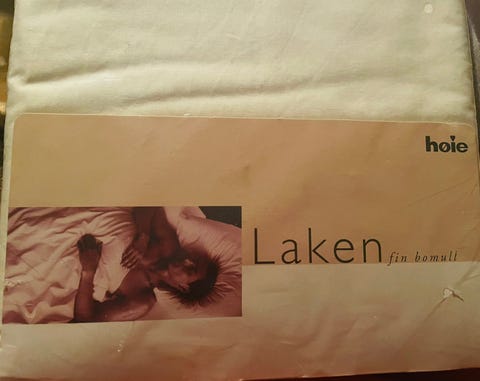 høie
Laken fin bomull